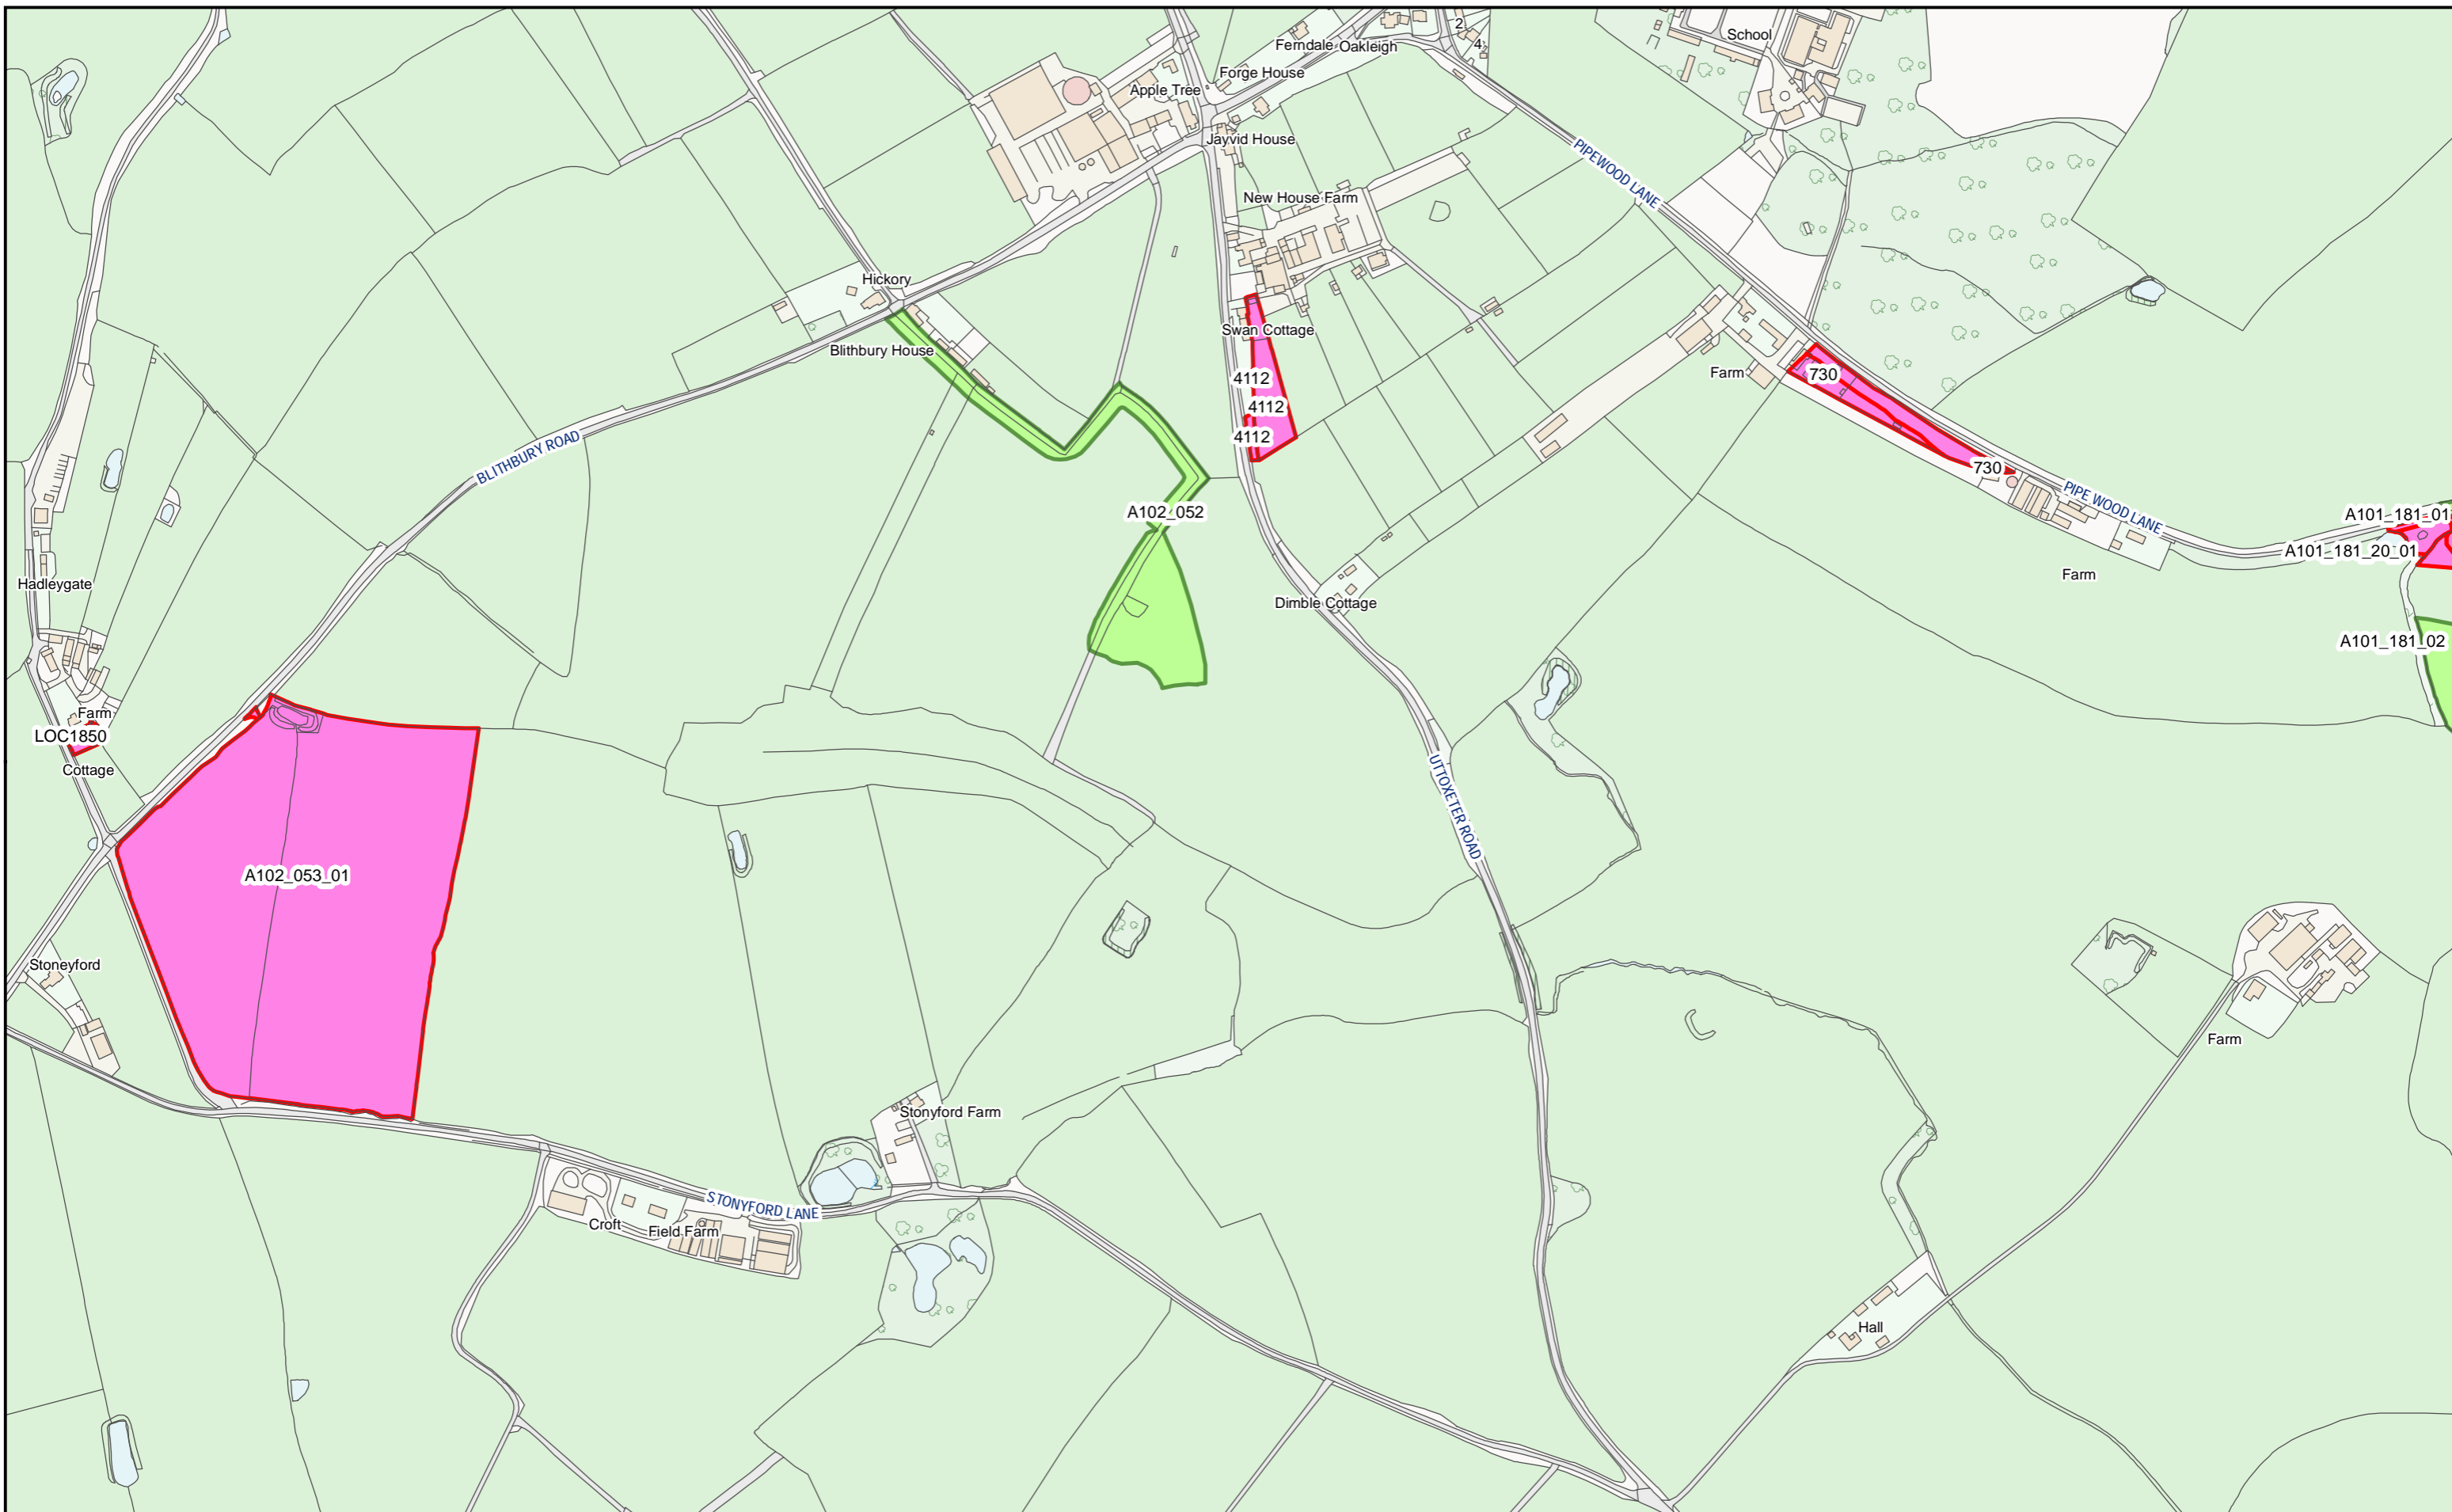 2
4
School
Ferndale
Oakleigh
Forge House
Apple Tree
Jayvid House
PIPEWOOD LANE
New House Farm
Hickory
Swan Cottage
Blithbury House
Farm
730
4112
4112
4112
BLITHBURY ROAD
730
PIPE WOOD LANE
A102_052
A101_181_01
A101_181_20_01
Farm
Hadleygate
Dimble Cottage
A101_181_02
Farm
LOC1850
Cottage
UTTOXETER ROAD
A102_053_01
Stoneyford
Farm
Stonyford Farm
STONYFORD LANE
Croft
Field Farm
Hall